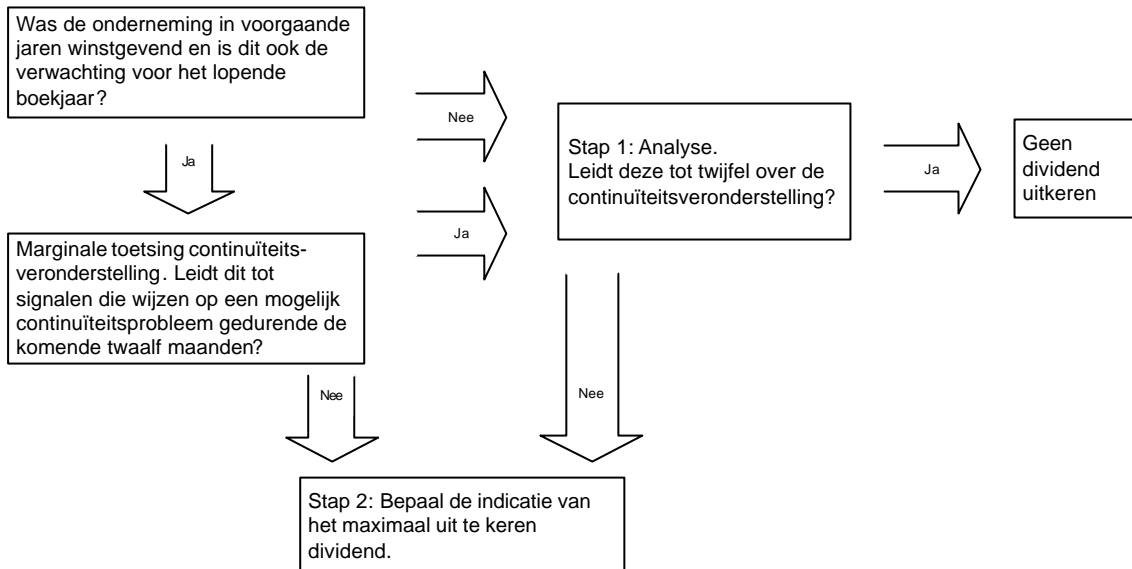 Was de onderneming in voorgaande
jaren winstgevend en is dit ook de
verwachting voor het lopende
boekjaar?
Nee
Ja
Stap 1: Analyse.
Leidt deze tot twijfel over de
continuïteitsveronderstelling?
Ja
Geen
dividend
uitkeren
Ja
Marginale toetsing continuïteits-
veronderstelling. Leidt dit tot
signalen die wijzen op een mogelijk
continuïteitsprobleem gedurende de
komende twaalf maanden?
Nee
Nee
Stap 2: Bepaal de indicatie van
het maximaal uit te keren
dividend.